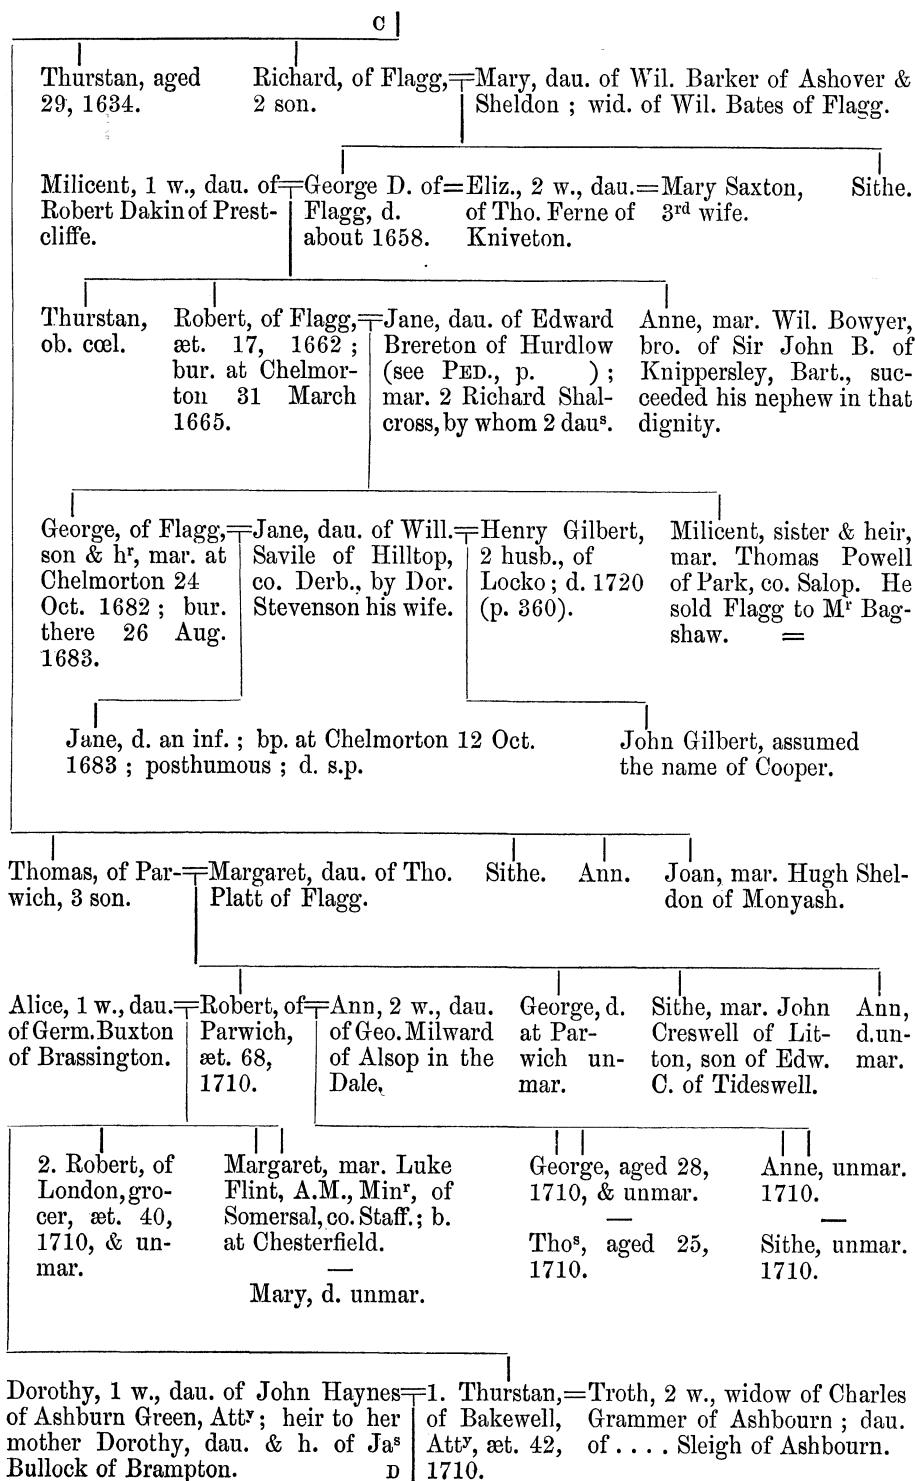 C
Thurstan, aged
29, 1634.
Richard, of Flagg,
2 son.
Mary, dau. of Wil. Barker of Ashover &
Sheldon ; wid. of Wil. Bates of Flagg.
Milicent, 1 w., dau. of
Robert Dakin of Prest-
cliffe.
George D. of
Flagg, d.
about 1658.
Eliz., 2 w., dau.
of Tho. Ferne of
Kniveton.
Mary Saxton,
3rd wife.
Sithe.
Thurstan,
ob. cœl.
Robert, of Flagg,
æt. 17, 1662 ;
bur. at Chelmor-
ton 31 March
1665.
Jane, dau. of Edward
Brereton of Hurdlow
(see PED., p. ) ;
mar. 2 Richard Shal-
cross, by whom 2 daus.
Anne, mar. Wil. Bowyer,
bro. of Sir John B. of
Knippersley, Bart., suc-
ceeded his nephew in that
dignity.
George, of Flagg,
son & hr, mar. at
Chelmorton 24
Oct. 1682 ; bur.
there 26 Aug.
1683.
Jane, dau. of Will.
Savile of Hilltop,
co. Derb., by Dor.
Stevenson his wife.
Henry Gilbert,
2 husb., of
Locko ; d. 1720
(p. 360).
Milicent, sister & heir,
mar. Thomas Powell
of Park, co. Salop. He
sold Flagg to Mr Bag-
shaw. =
Jane, d. an inf. ; bp. at Chelmorton 12 Oct.
1683 ; posthumous ; d. s.p.
John Gilbert, assumed
the name of Cooper.
Thomas, of Par-
wich, 3 son.
Margaret, dau. of Tho.
Platt of Flagg.
Sithe.
Ann.
Joan, mar. Hugh Shel-
don of Monyash.
Alice, 1 w., dau.
of Germ. Buxton
of Brassington.
Robert, of
Parwich,
æt. 68,
1710.
Ann, 2 w., dau.
of Geo. Milward
of Alsop in the
Dale.
George, d.
at Par-
wich un-
mar.
Sithe, mar. John
Creswell of Lit-
ton, son of Edw.
C. of Tideswell.
Ann,
d. un-
mar.
2. Robert, of
London, gro-
cer, æt. 40,
1710, & un-
mar.
Margaret, mar. Luke
Flint, A.M., Minr, of
Somersal, co. Staff. ; b.
at Chesterfield.
—
Mary, d. unmar.
George, aged 28,
1710, & unmar.
—
Thos, aged 25,
1710.
Anne, unmar.
1710.
—
Sithe, unmar.
1710.
Dorothy, 1 w., dau. of John Haynes
of Ashburn Green, Atty ; heir to her
mother Dorothy, dau. & h. of Jas
Bullock of Brampton.
D
1. Thurstan,
of Bakewell,
Atty, æt. 42,
1710.
Troth, 2 w., widow of Charles
Grammer of Ashbourn ; dau.
of . . . . Sleigh of Ashbourn.